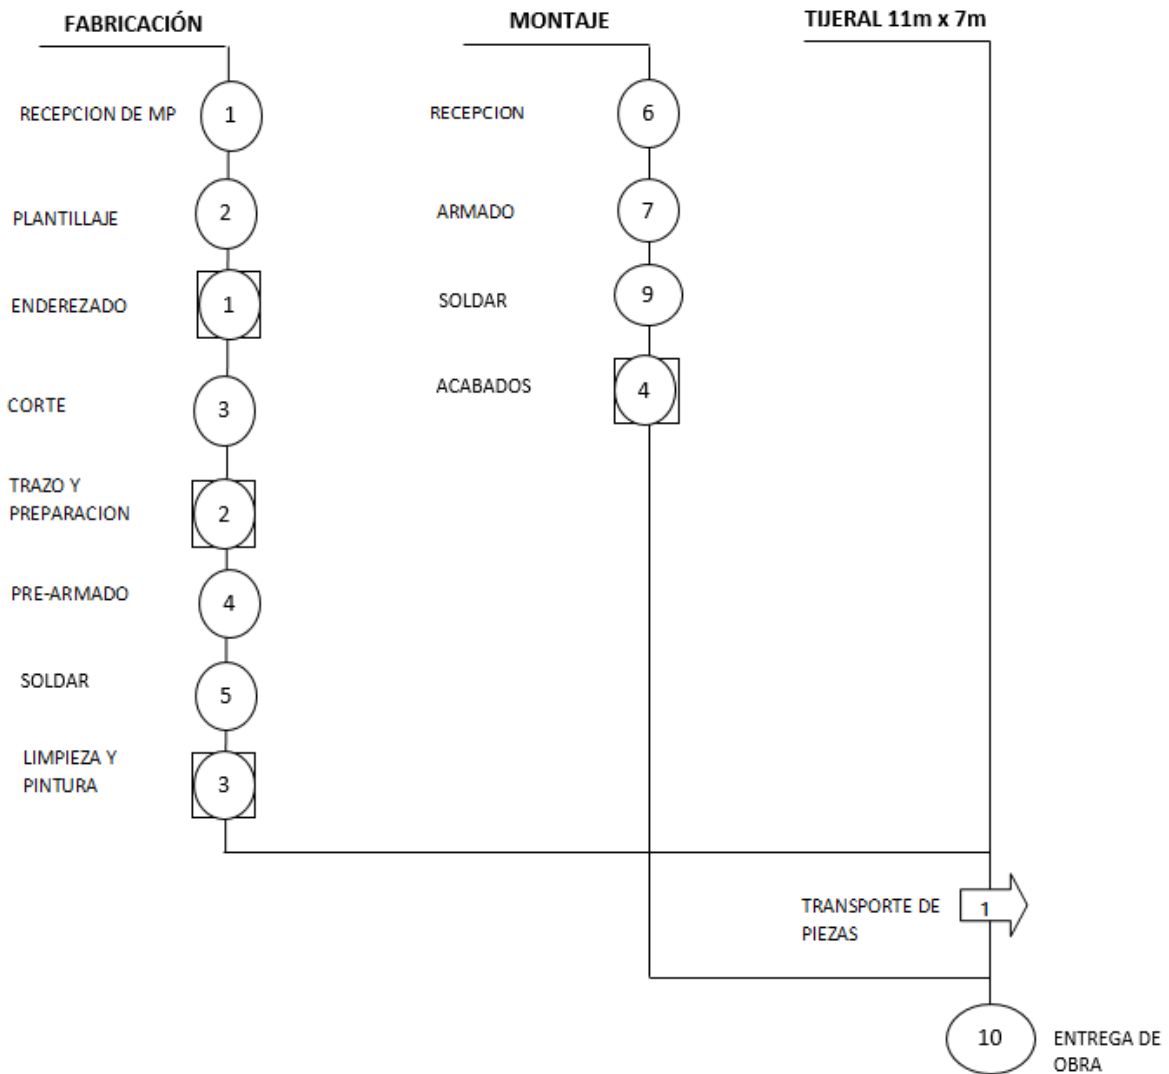 FABRICACIÓN
RECEPCION DE MP
1
PLANTILLAJE
2
ENDEREZADO
1
CORTE
3
TRAZO Y
PREPARACION
2
PRE-ARMADO
4
SOLDAR
5
LIMPIEZA Y
PINTURA
3
MONTAJE
RECEPCION
6
ARMADO
7
SOLDAR
9
ACABADOS
4
TIJERAL 11m x 7m
TRANSPORTE DE
PIEZAS
1
10
ENTREGA DE
OBRA